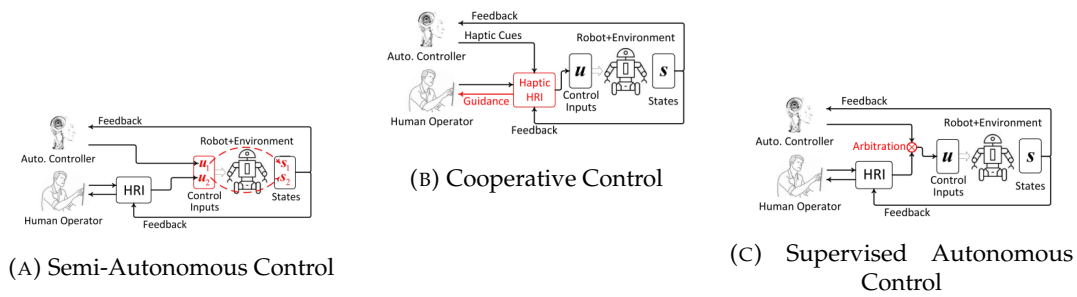 Feedback
Auto. Controller
Robot+Environment
u₁
u₂
s₁
s₂
HRI
Control
Inputs
States
Human Operator
Feedback
(A) Semi-Autonomous Control
Feedback
Haptic Cues
Robot+Environment
Auto. Controller
Haptic
HRI
u
s
Guidance
Control
Inputs
States
Human Operator
Feedback
(B) Cooperative Control
Feedback
Auto. Controller
Robot+Environment
Arbitration
u
s
HRI
Control
Inputs
States
Human Operator
Feedback
(C) Supervised Autonomous
Control